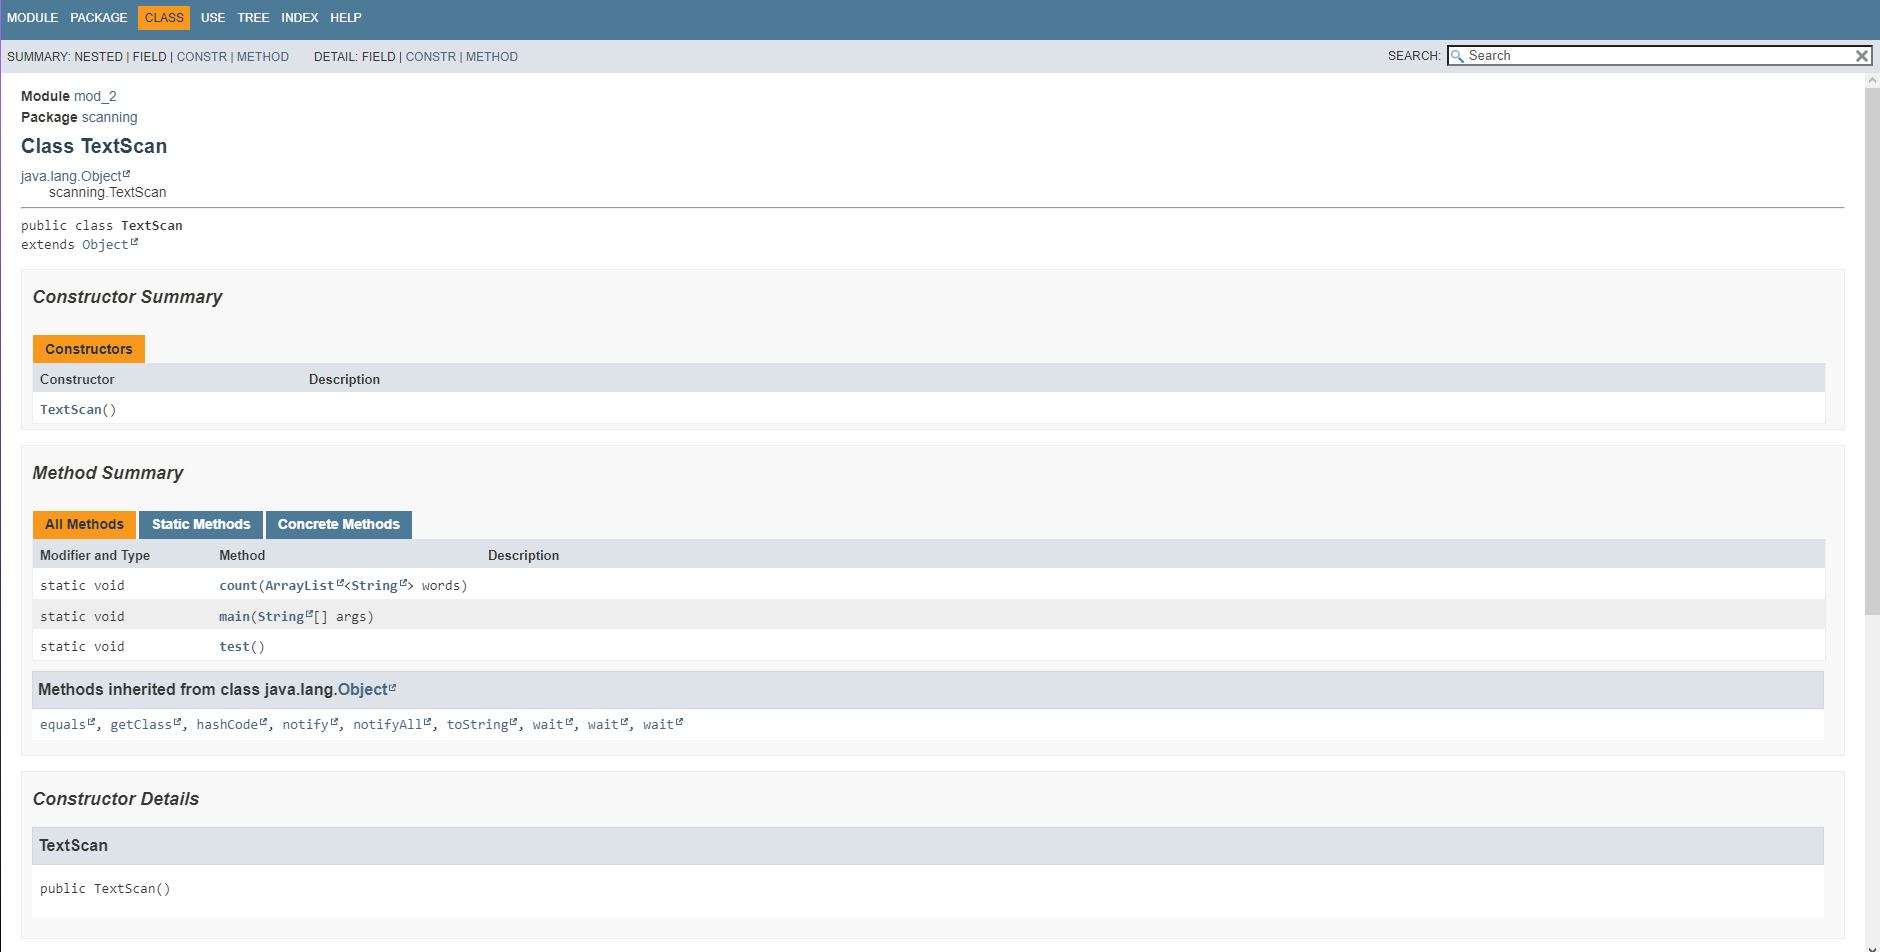 MODULE PACKAGE CLASS USE TREE INDEX HELP
SUMMARY: NESTED | FIELD | CONSTR | METHOD DETAIL: FIELD | CONSTR | METHOD SEARCH: Search
Module mod_2
Package scanning
Class TextScan
java.lang.Object
scanning.TextScan
public class TextScan
extends Object
Constructor Summary
Constructors
Constructor Description
TextScan()
Method Summary
All Methods Static Methods Concrete Methods
Modifier and Type Method Description
static void count(ArrayList<String> words)
static void main(String[] args)
static void test()
Methods inherited from class java.lang.Object
equals, getClass, hashCode, notify, notifyAll, toString, wait, wait, wait
Constructor Details
TextScan
public TextScan()